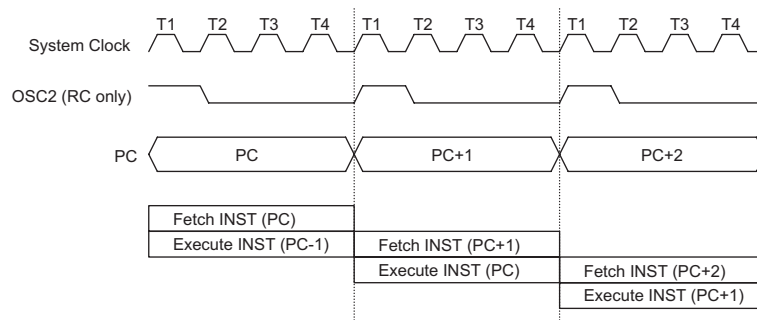 T1 T2 T3 T4 T1 T2 T3 T4 T1 T2 T3 T4
System Clock
OSC2 (RC only)
PC PC PC+1 PC+2
Fetch INST (PC)
Execute INST (PC-1) Fetch INST (PC+1)
Execute INST (PC) Fetch INST (PC+2)
Execute INST (PC+1)